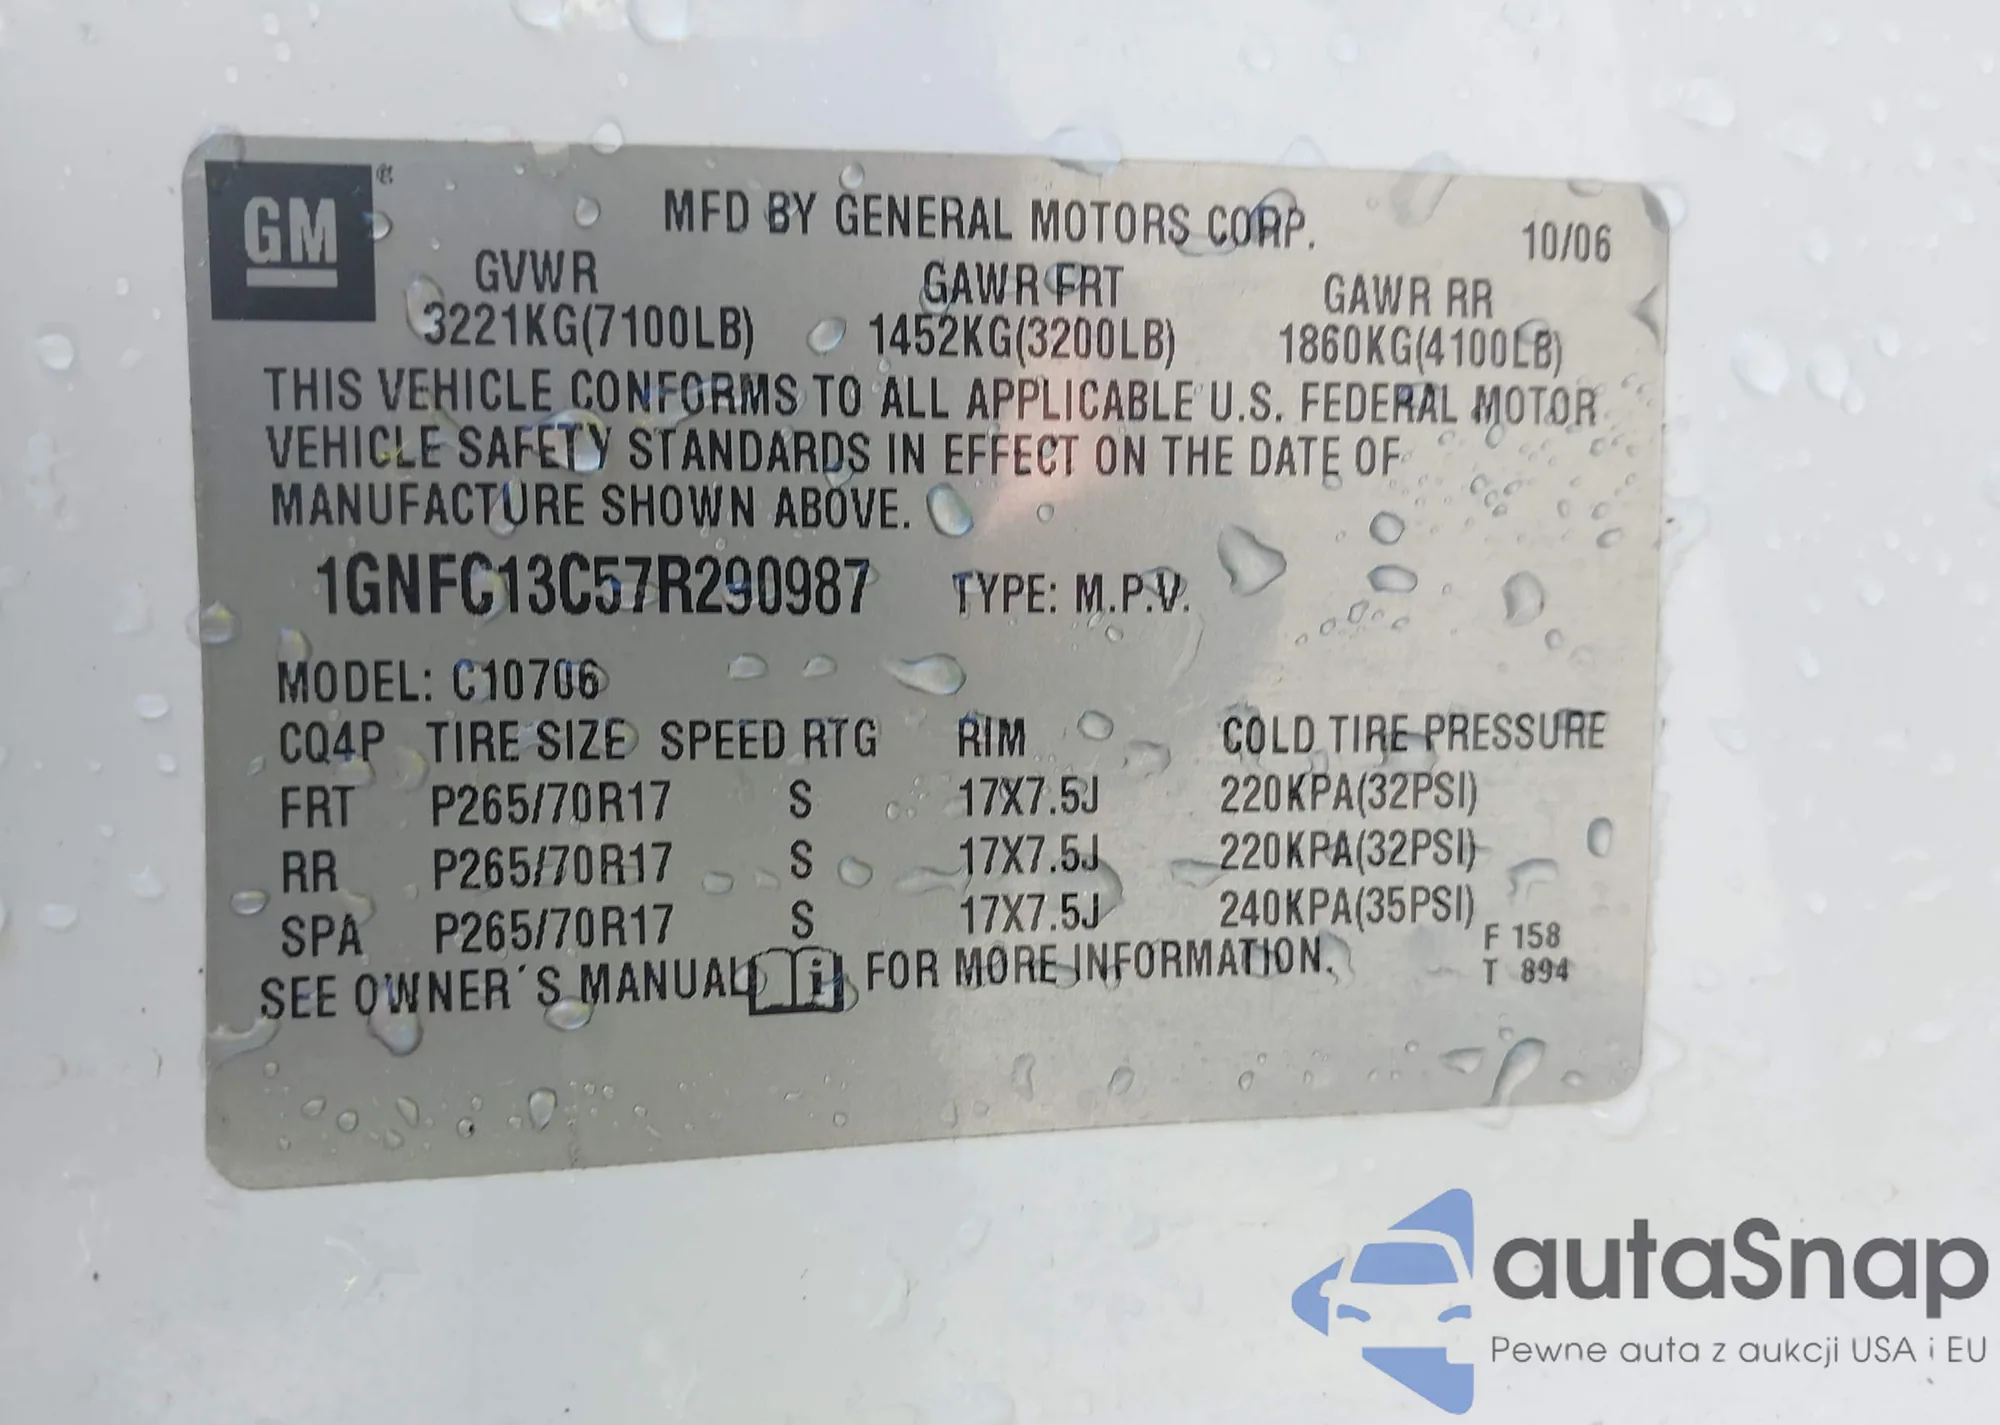 GM
MFD BY GENERAL MOTORS CORP.
10/06
GVWR GAWR FRT GAWR RR
3221KG(7100LB) 1452KG(3200LB) 1860KG(4100LB)
THIS VEHICLE CONFORMS TO ALL APPLICABLE U.S. FEDERAL MOTOR
VEHICLE SAFETY STANDARDS IN EFFECT ON THE DATE OF
MANUFACTURE SHOWN ABOVE.
1GNFC13C57R290987 TYPE: M.P.V.
MODEL: C10706
CQ4P TIRE SIZE SPEED RTG RIM COLD TIRE PRESSURE
FRT P265/70R17 S 17X7.5J 220KPA(32PSI)
RR P265/70R17 S 17X7.5J 220KPA(32PSI)
SPA P265/70R17 S 17X7.5J 240KPA(35PSI)
F 158
T 894
SEE OWNER´S MANUAL i FOR MORE INFORMATION.
autaSnap
Pewne auta z aukcji USA i EU